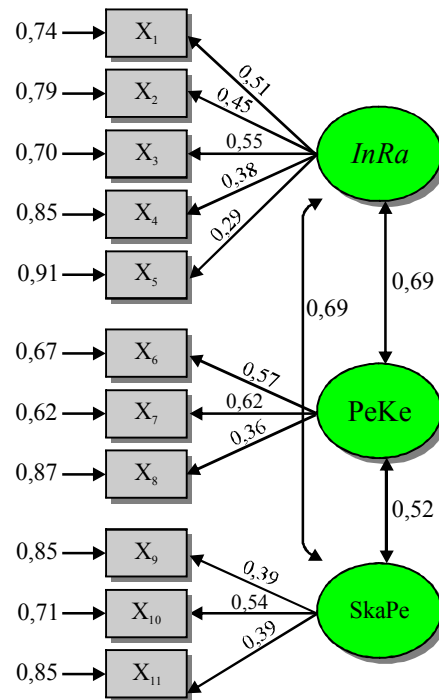 0,74 X1 0,51
0,79 X2 0,45
0,70 X3 0,55
0,85 X4 0,38
0,91 X5 0,29
InRa
0,69
0,69
0,67 X6 0,57
0,62 X7 0,62
0,87 X8 0,36
PeKe
0,52
0,85 X9 0,39
0,71 X10 0,54
0,85 X11 0,39
SkaPe